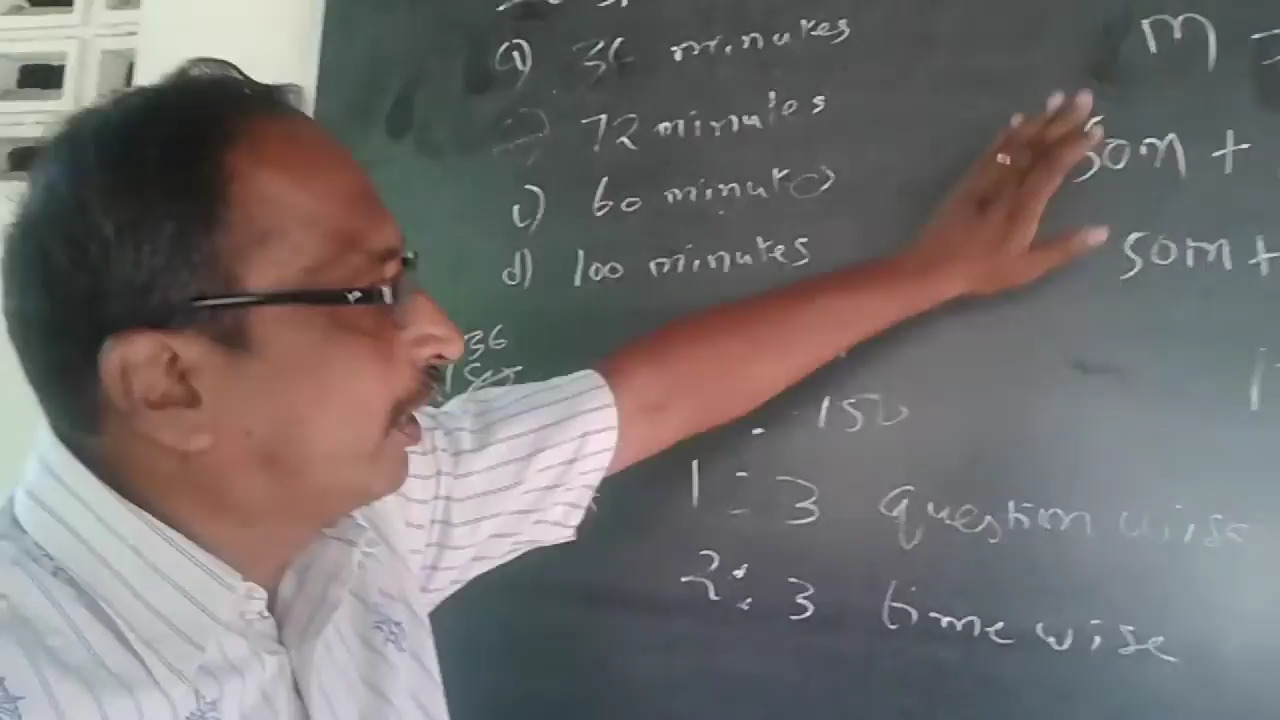 a) 36 minutes
72 minutes
c) 60 minutes
d) 100 minutes
m =
50n +
50m +
36
: 150
1 : 3 question wise
2 : 3 time wise